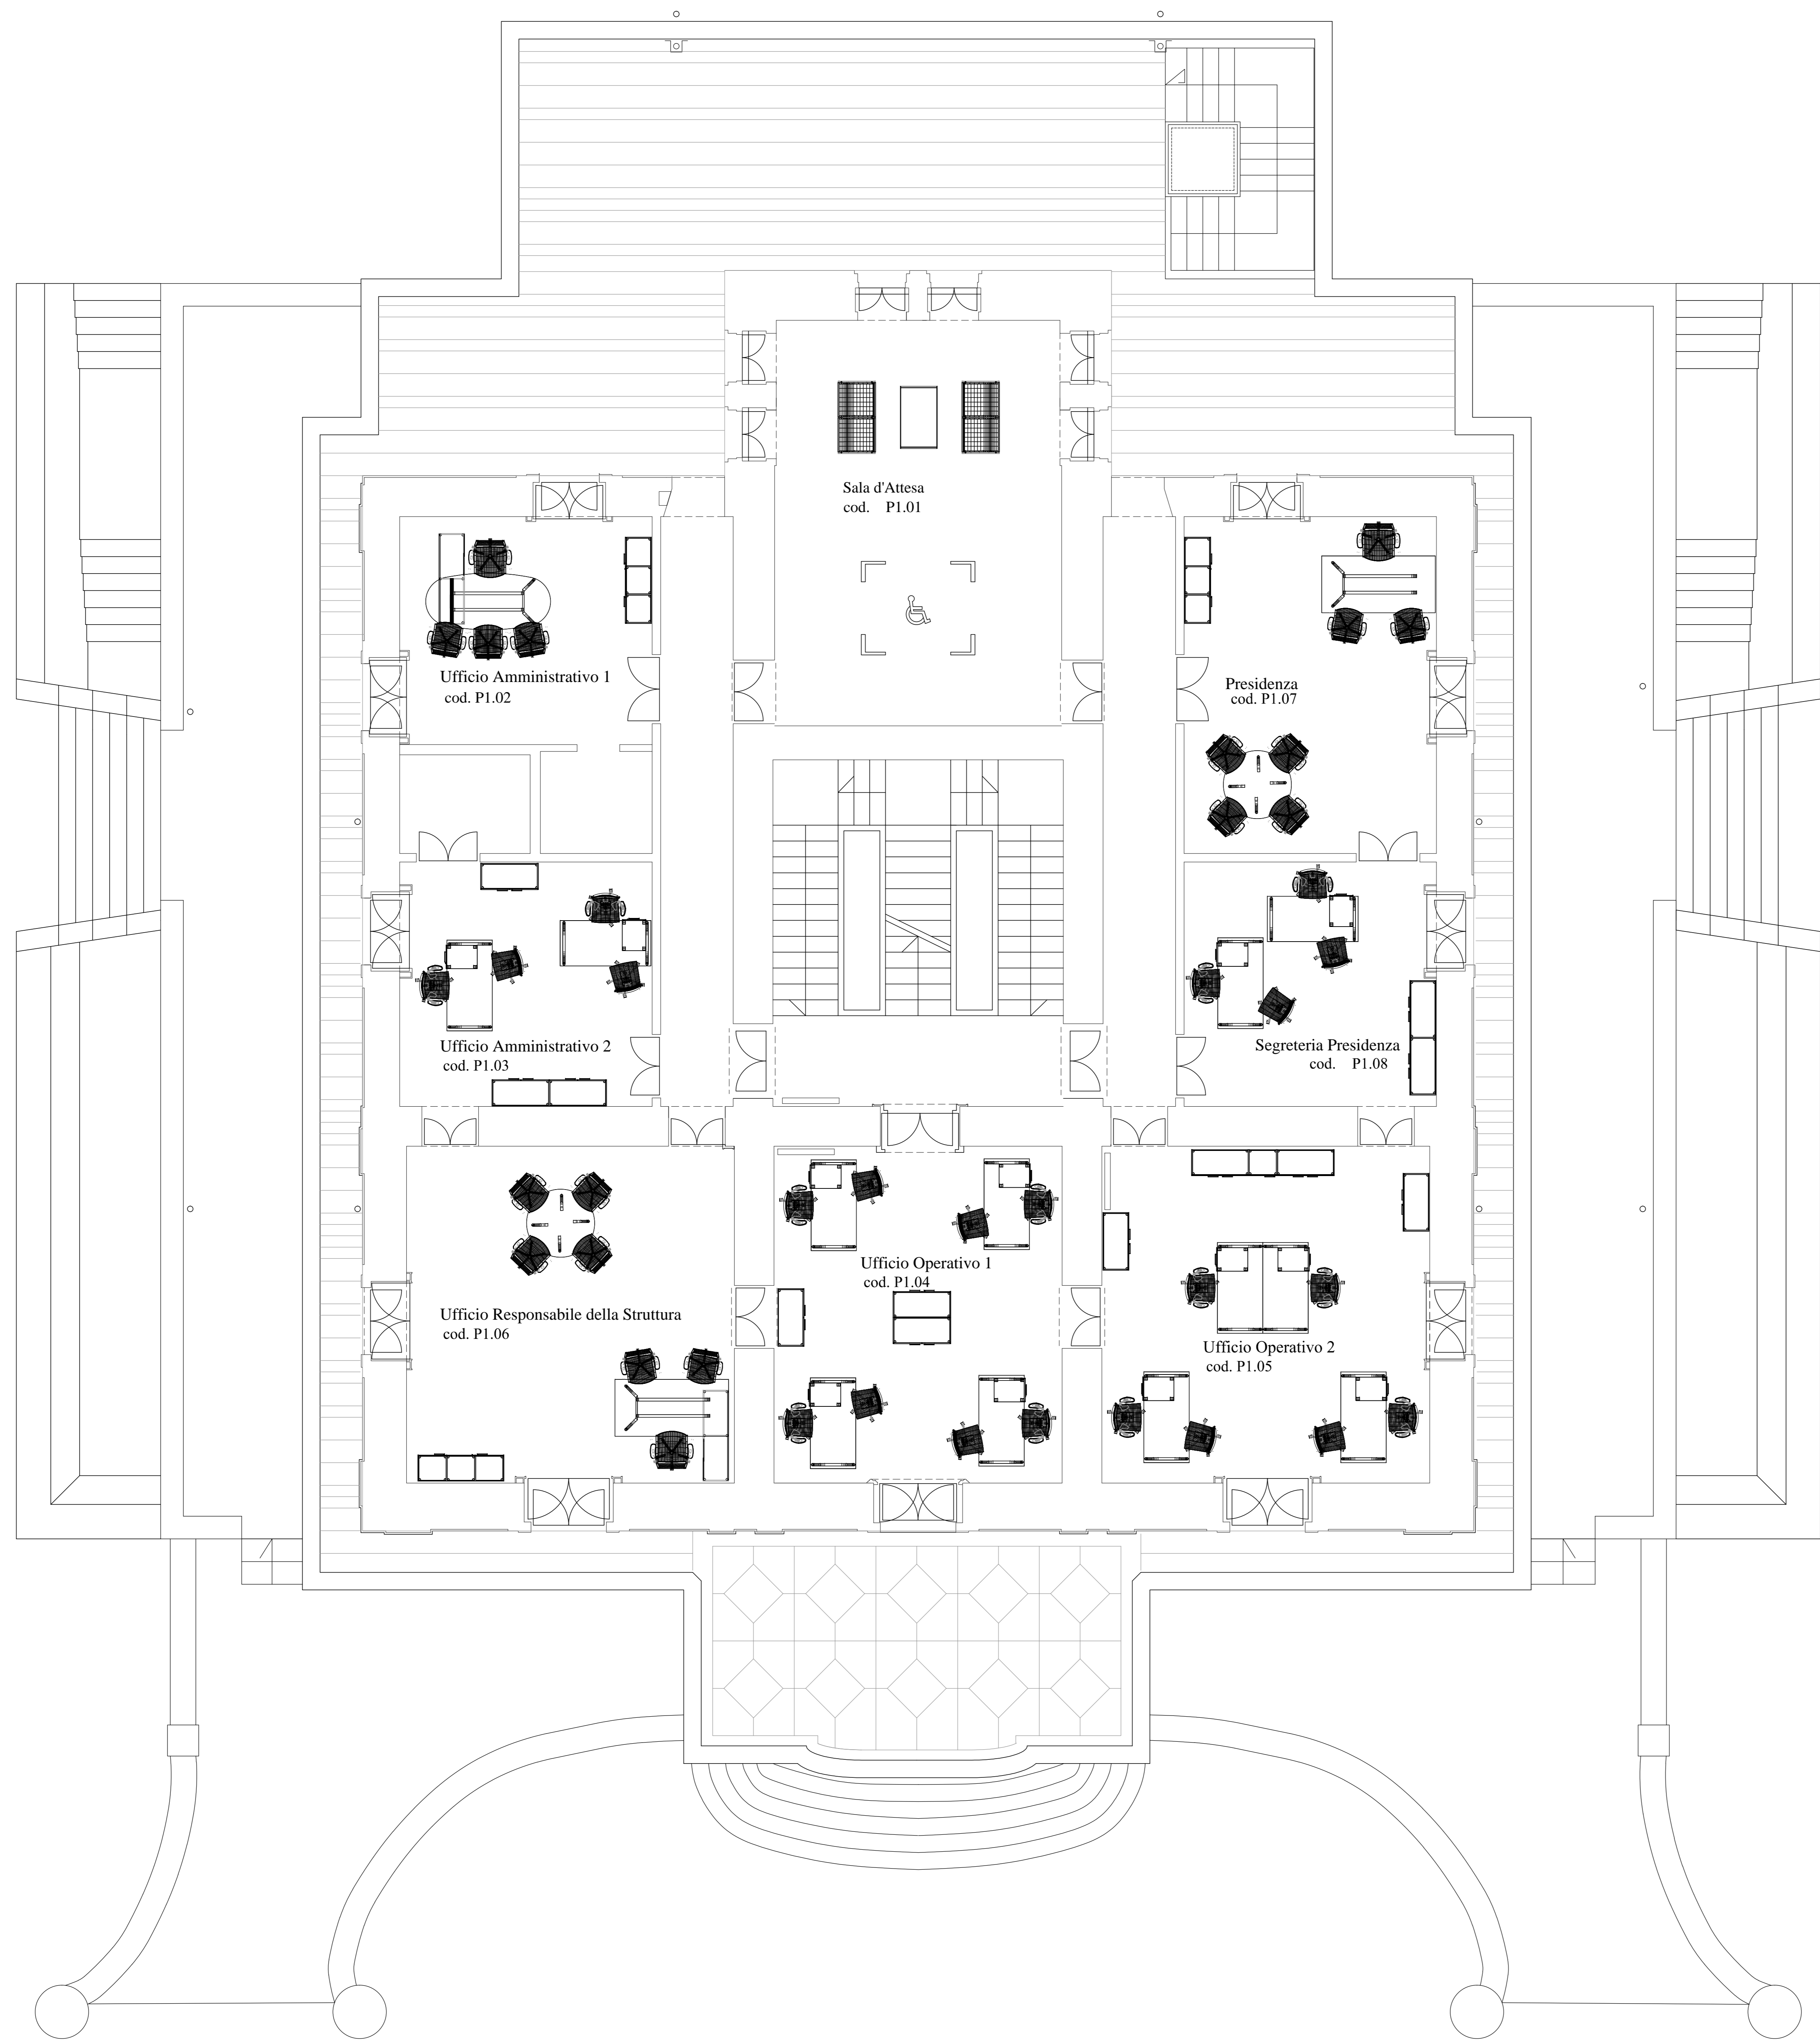 Sala d'Attesa
cod. P1.01
Ufficio Amministrativo 1
cod. P1.02
Presidenza
cod. P1.07
Ufficio Amministrativo 2
cod. P1.03
Segreteria Presidenza
cod. P1.08
Ufficio Operativo 1
cod. P1.04
Ufficio Responsabile della Struttura
cod. P1.06
Ufficio Operativo 2
cod. P1.05